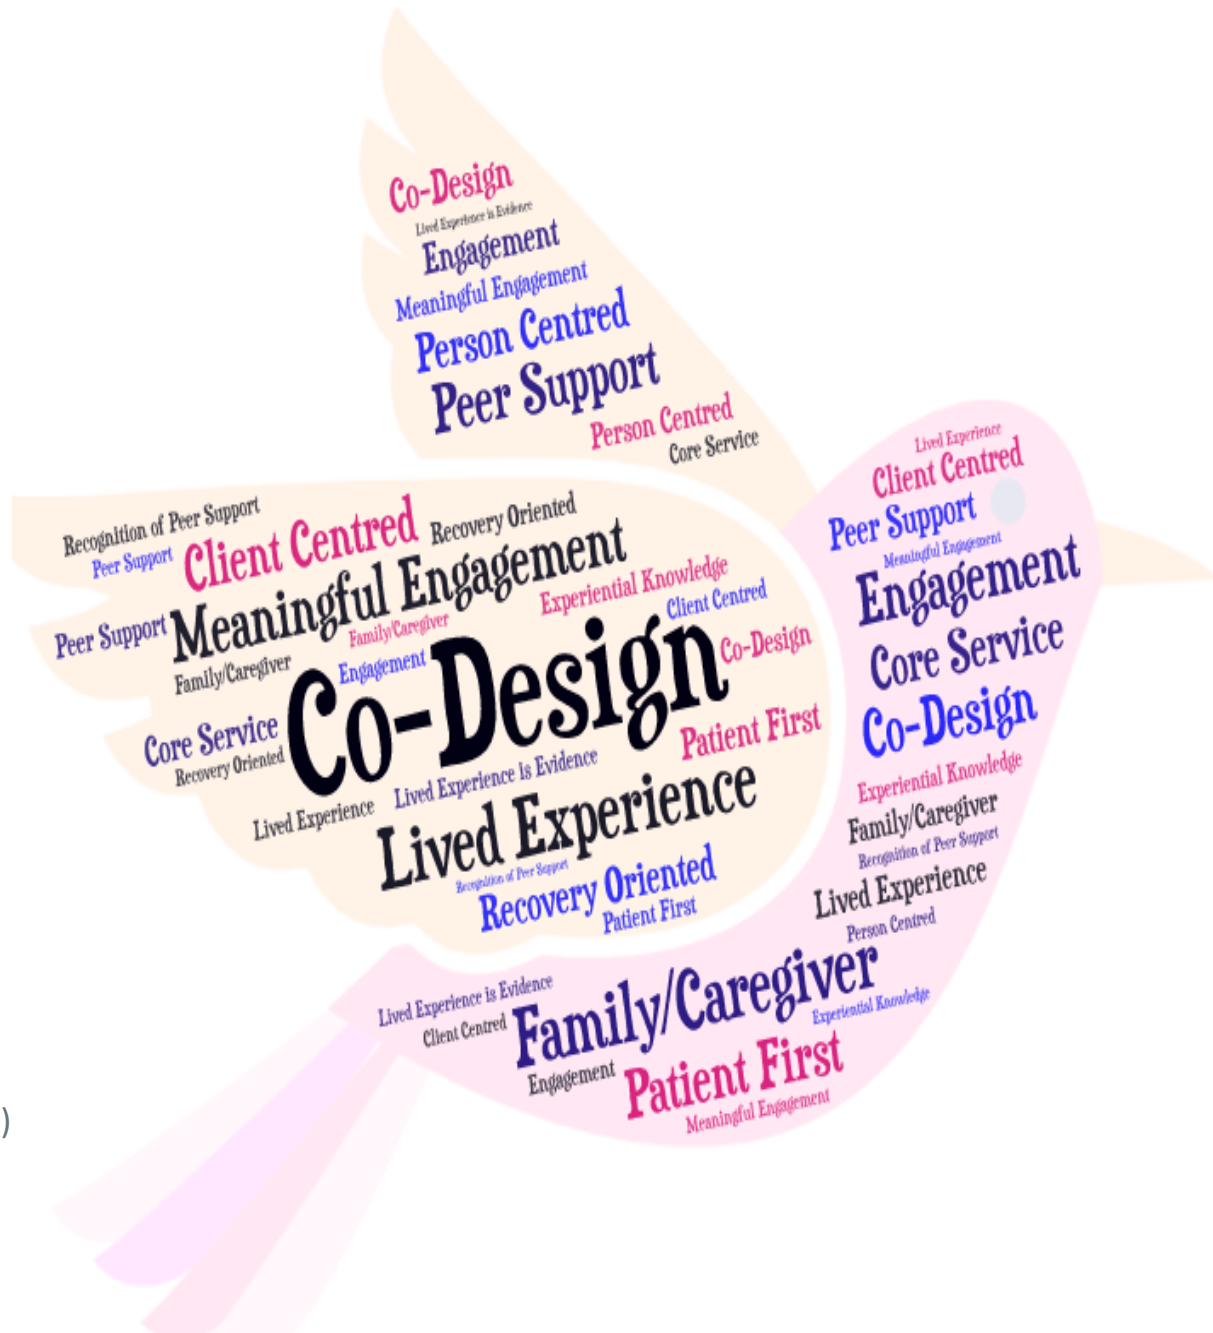 Co-Design
Lived Experience is Evidence
Engagement
Meaningful Engagement
Person Centred
Peer Support
Person Centred
Core Service
Lived Experience
Client Centred
Peer Support
Meaningful Engagement
Engagement
Core Service
Co-Design
Experiential Knowledge
Family/Caregiver
Recognition of Peer Support
Lived Experience
Person Centred
Recognition of Peer Support
Peer Support
Client Centred
Recovery Oriented
Meaningful Engagement
Experiential Knowledge
Client Centred
Peer Support
Family/Caregiver
Family/Caregiver
Engagement
Co-Design
Co-Design
Core Service
Recovery Oriented
Patient First
Lived Experience
Lived Experience Is Evidence
Lived Experience
Recognition of Peer Support
Recovery Oriented
Patient First
Lived Experience is Evidence
Client Centred
Family/Caregiver
Experiential Knowledge
Engagement
Patient First
Meaningful Engagement
)